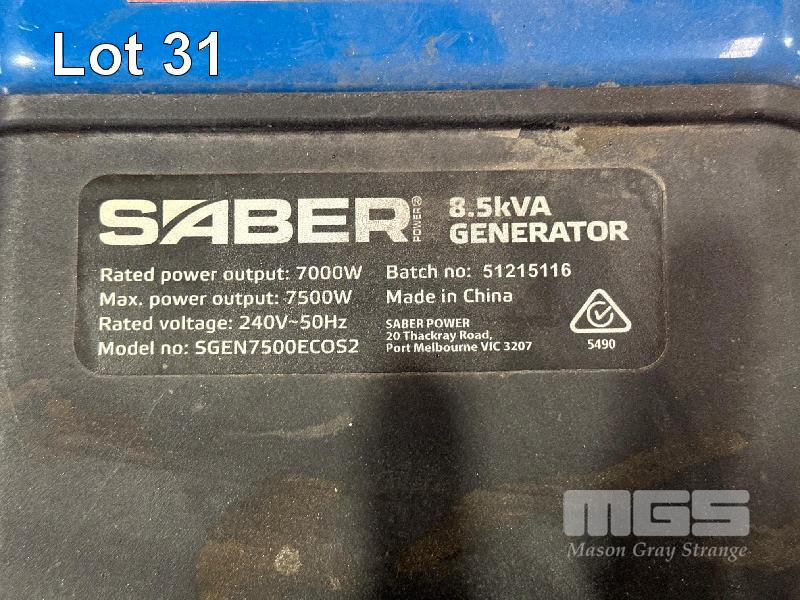 Lot 31
SABER POWER®
8.5kVA
GENERATOR
Rated power output: 7000W
Max. power output: 7500W
Rated voltage: 240V~50Hz
Model no: SGEN7500ECOS2
Batch no: 51215116
Made in China
SABER POWER
20 Thackray Road,
Port Melbourne VIC 3207
5490
MGS
Mason Gray Strange